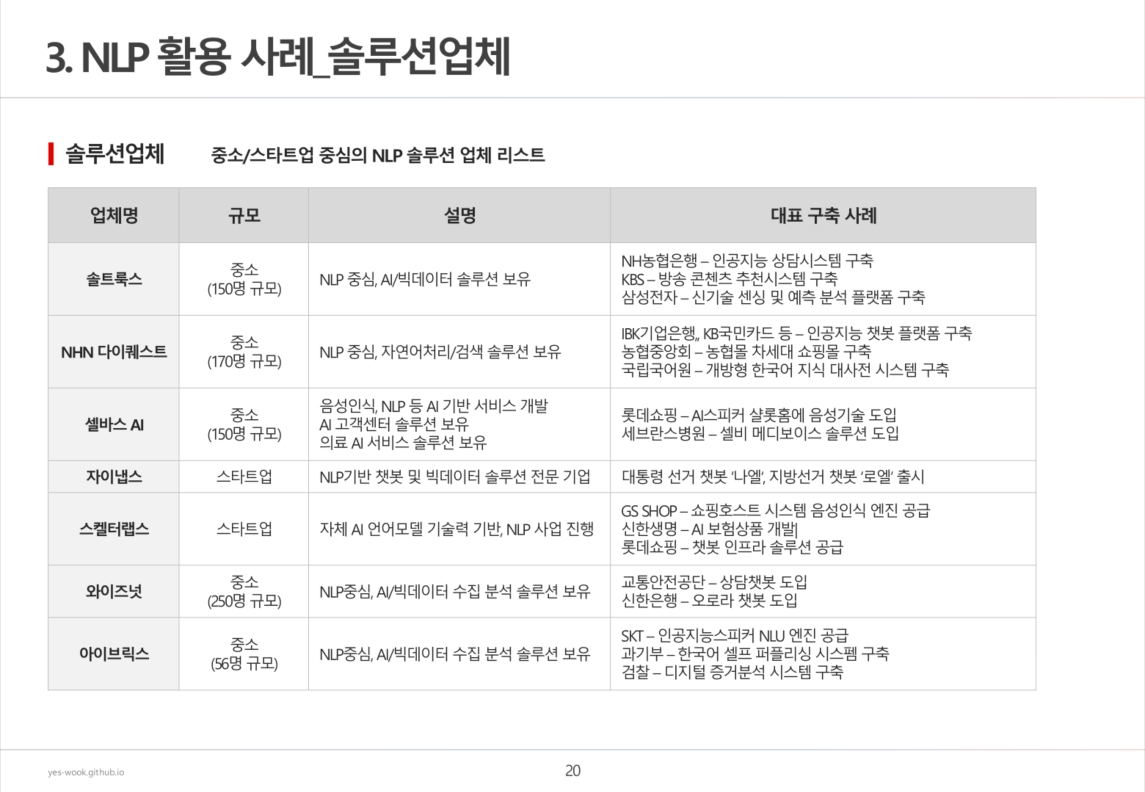 3. NLP 활용 사례_솔루션업체
솔루션업체
중소/스타트업 중심의 NLP 솔루션 업체 리스트
업체명
규모
설명
대표 구축 사례
솔트룩스
중소
(150명 규모)
NLP 중심, AI/빅데이터 솔루션 보유
NH농협은행 – 인공지능 상담시스템 구축
KBS – 방송 콘첸츠 추천시스템 구축
삼성전자 – 신기술 센싱 및 예측 분석 플랫폼 구축
NHN 다이퀘스트
중소
(170명 규모)
NLP 중심, 자연어처리/검색 솔루션 보유
IBK기업은행,, KB국민카드 등 – 인공지능 챗봇 플랫폼 구축
농협중앙회 – 농협몰 차세대 쇼핑몰 구축
국립국어원 – 개방형 한국어 지식 대사전 시스템 구축
셀바스 AI
중소
(150명 규모)
음성인식, NLP 등 AI 기반 서비스 개발
AI 고객센터 솔루션 보유
의료 AI 서비스 솔루션 보유
롯데쇼핑 – AI스피커 샬롯홈에 음성기술 도입
세브란스병원 – 셀비 메디보이스 솔루션 도입
자이냅스
스타트업
NLP기반 챗봇 및 빅데이터 솔루션 전문 기업
대통령 선거 챗봇 ‘나엘’, 지방선거 챗봇 ‘로엘’ 출시
스켈터랩스
스타트업
자체 AI 언어모델 기술력 기반, NLP 사업 진행
GS SHOP – 쇼핑호스트 시스템 음성인식 엔진 공급
신한생명 – AI 보험상품 개발|
롯데쇼핑 – 챗봇 인프라 솔루션 공급
와이즈넛
중소
(250명 규모)
NLP중심, AI/빅데이터 수집 분석 솔루션 보유
교통안전공단 – 상담챗봇 도입
신한은행 – 오로라 챗봇 도입
아이브릭스
중소
(56명 규모)
NLP중심, AI/빅데이터 수집 분석 솔루션 보유
SKT – 인공지능스피커 NLU 엔진 공급
과기부 – 한국어 셀프 퍼플리싱 시스펨 구축
검찰 – 디지털 증거분석 시스템 구축
yes-wook.github.io
20